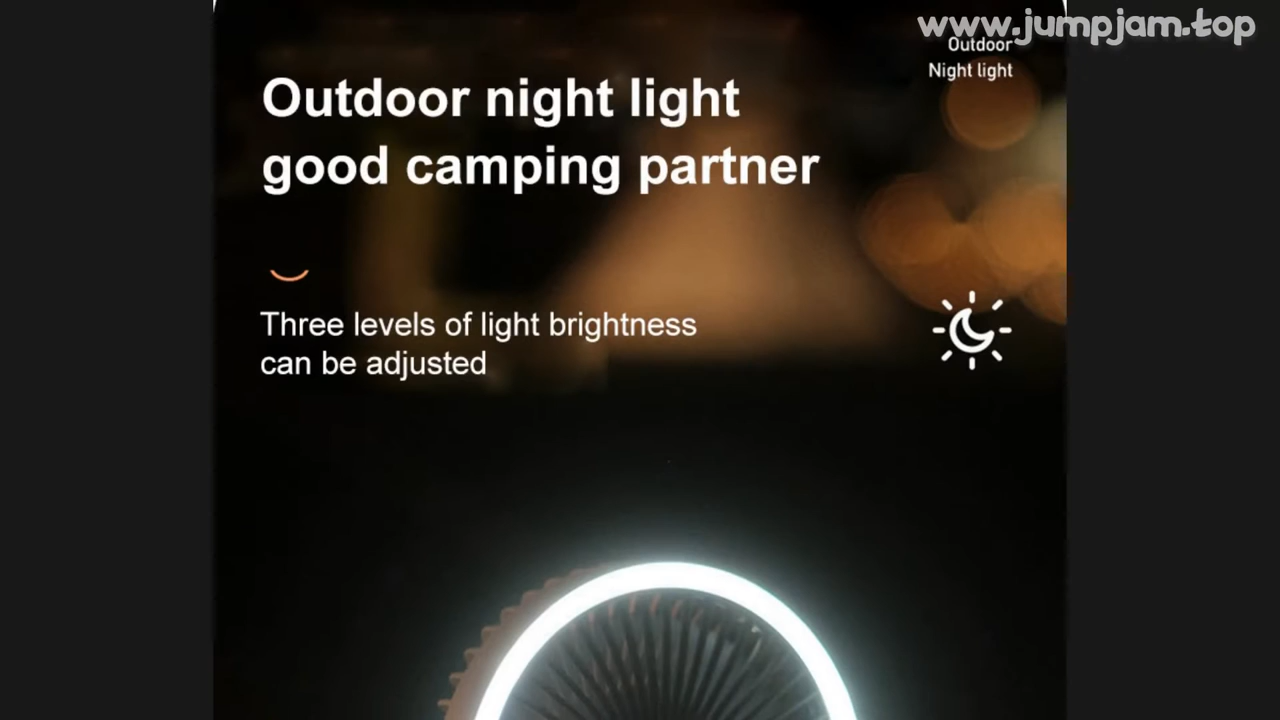 www.jumpjam.top
Outdoor
Night light
Outdoor night light
good camping partner
Three levels of light brightness
can be adjusted